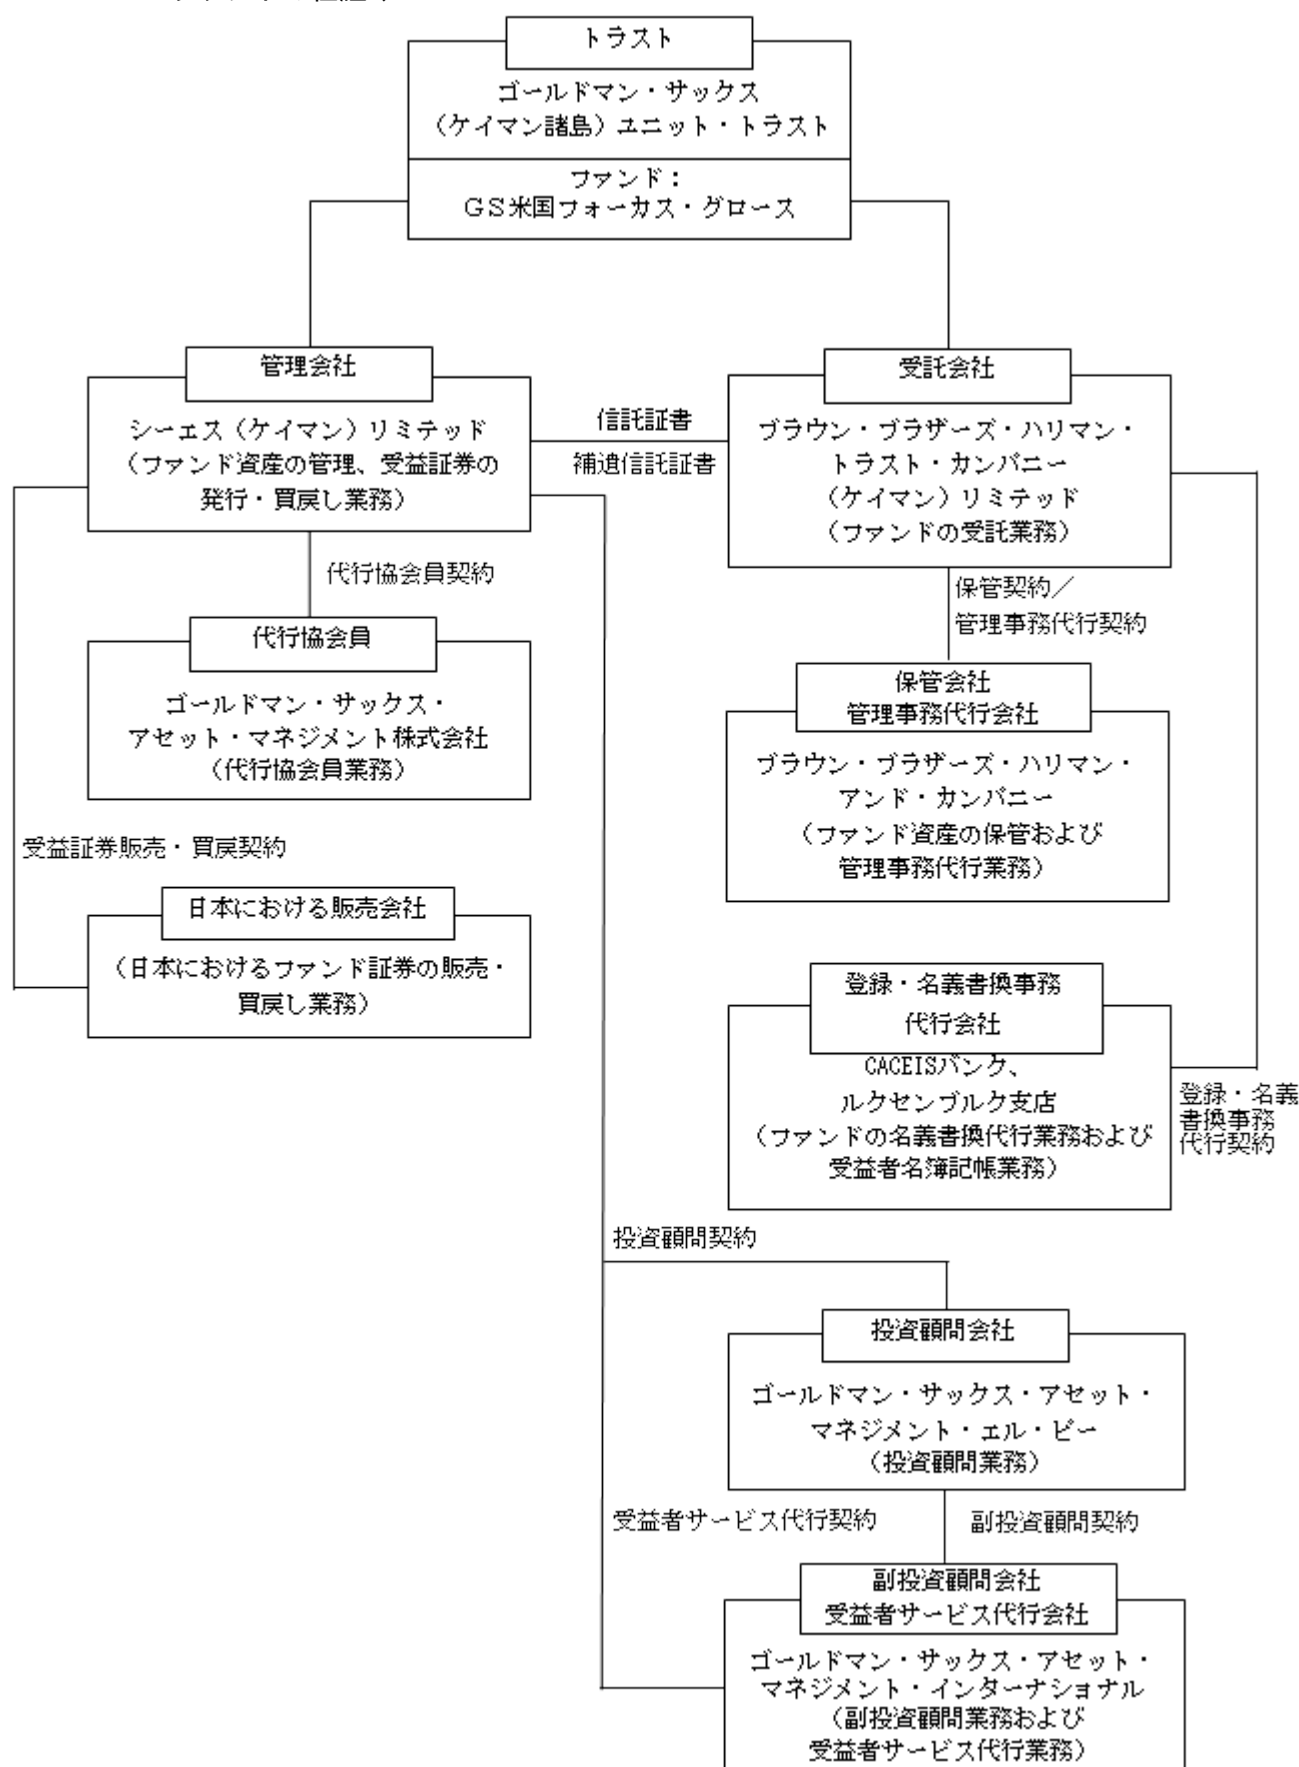 トラスト
ゴールドマン・サックス
（ケイマン諸島）ユニット・トラスト
ファンド：
ＧＳ米国フォーカス・グロース
管理会社
シーエス（ケイマン）リミテッド
（ファンド資産の管理、受益証券の
発行・買戻し業務）
信託証書
補遺信託証書
受託会社
ブラウン・ブラザーズ・ハリマン・
トラスト・カンパニー
（ケイマン）リミテッド
（ファンドの受託業務）
代行協会員契約
保管契約／
管理事務代行契約
代行協会員
ゴールドマン・サックス・
アセット・マネジメント株式会社
（代行協会員業務）
保管会社
管理事務代行会社
ブラウン・ブラザーズ・ハリマン・
アンド・カンパニー
（ファンド資産の保管および
管理事務代行業務）
受益証券販売・買戻契約
日本における販売会社
（日本におけるファンド証券の販売・
買戻し業務）
登録・名義書換事務
代行会社
CACEISバンク、
ルクセンブルク支店
（ファンドの名義書換代行業務および
受益者名簿記帳業務）
登録・名義
書換事務
代行契約
投資顧問契約
投資顧問会社
ゴールドマン・サックス・アセット・
マネジメント・エル・ピー
（投資顧問業務）
受益者サービス代行契約
副投資顧問契約
副投資顧問会社
受益者サービス代行会社
ゴールドマン・サックス・アセット・
マネジメント・インターナショナル
（副投資顧問業務および
受益者サービス代行業務）